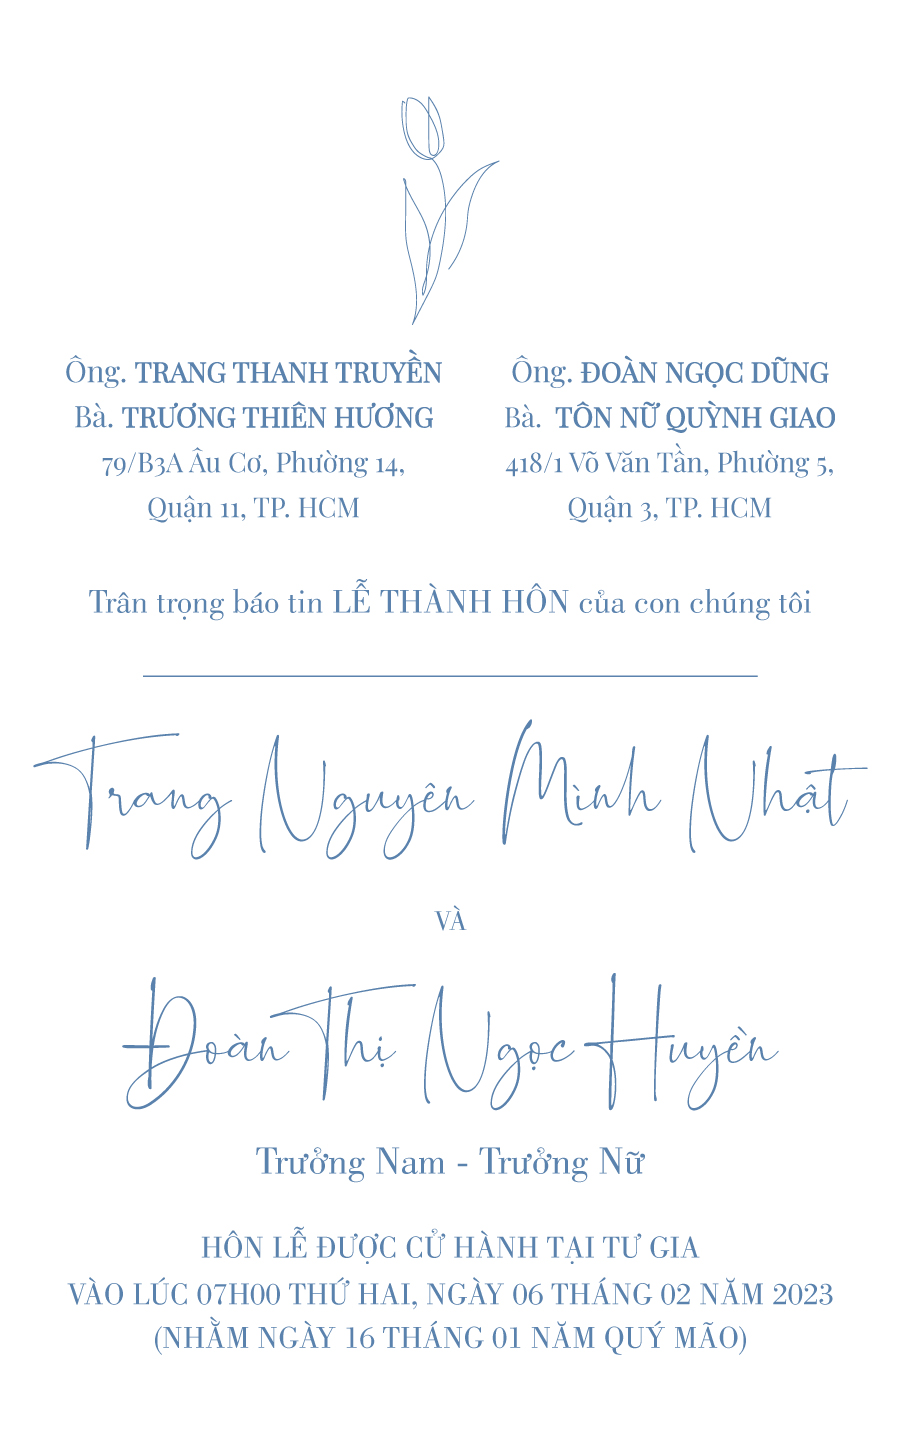 Ông. TRANG THANH TRUYỀN
Bà. TRƯƠNG THIÊN HƯƠNG
79/B3A Âu Cơ, Phường 14,
Quận 11, TP. HCM
Ông. ĐOÀN NGỌC DŨNG
Bà. TÔN NỮ QUỲNH GIAO
418/1 Võ Văn Tần, Phường 5,
Quận 3, TP. HCM
Trân trọng báo tin LỄ THÀNH HÔN của con chúng tôi
Trang Nguyên Mình Nhật
VÀ
Đoàn Thị Ngọc Huyền
Trưởng Nam - Trưởng Nữ
HÔN LỄ ĐƯỢC CỬ HÀNH TẠI TƯ GIA
VÀO LÚC 07H00 THỨ HAI, NGÀY 06 THÁNG 02 NĂM 2023
(NHẰM NGÀY 16 THÁNG 01 NĂM QUÝ MÃO)